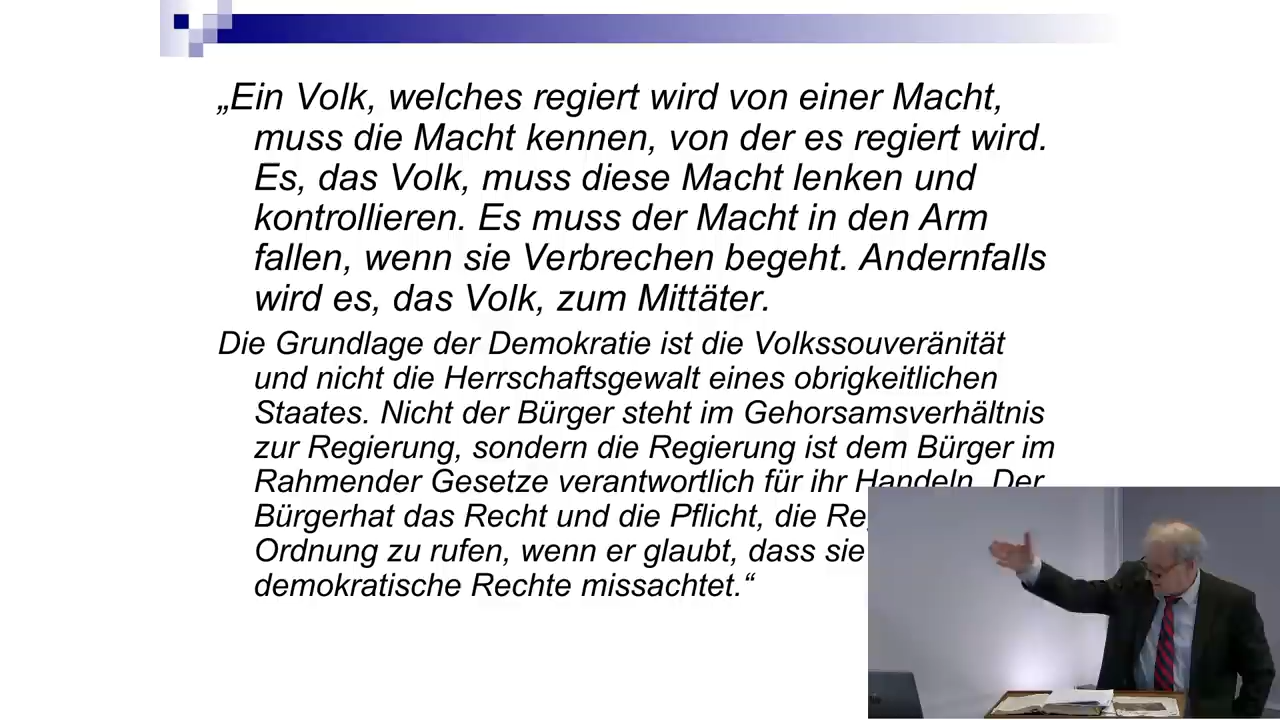 „Ein Volk, welches regiert wird von einer Macht,
muss die Macht kennen, von der es regiert wird.
Es, das Volk, muss diese Macht lenken und
kontrollieren. Es muss der Macht in den Arm
fallen, wenn sie Verbrechen begeht. Andernfalls
wird es, das Volk, zum Mittäter.
Die Grundlage der Demokratie ist die Volkssouveränität
und nicht die Herrschaftsgewalt eines obrigkeitlichen
Staates. Nicht der Bürger steht im Gehorsamsverhältnis
zur Regierung, sondern die Regierung ist dem Bürger im
Rahmender Gesetze verantwortlich für ihr Handeln. Der
Bürgerhat das Recht und die Pflicht, die
Ordnung zu rufen, wenn er glaubt, dass sie
demokratische Rechte missachtet.“